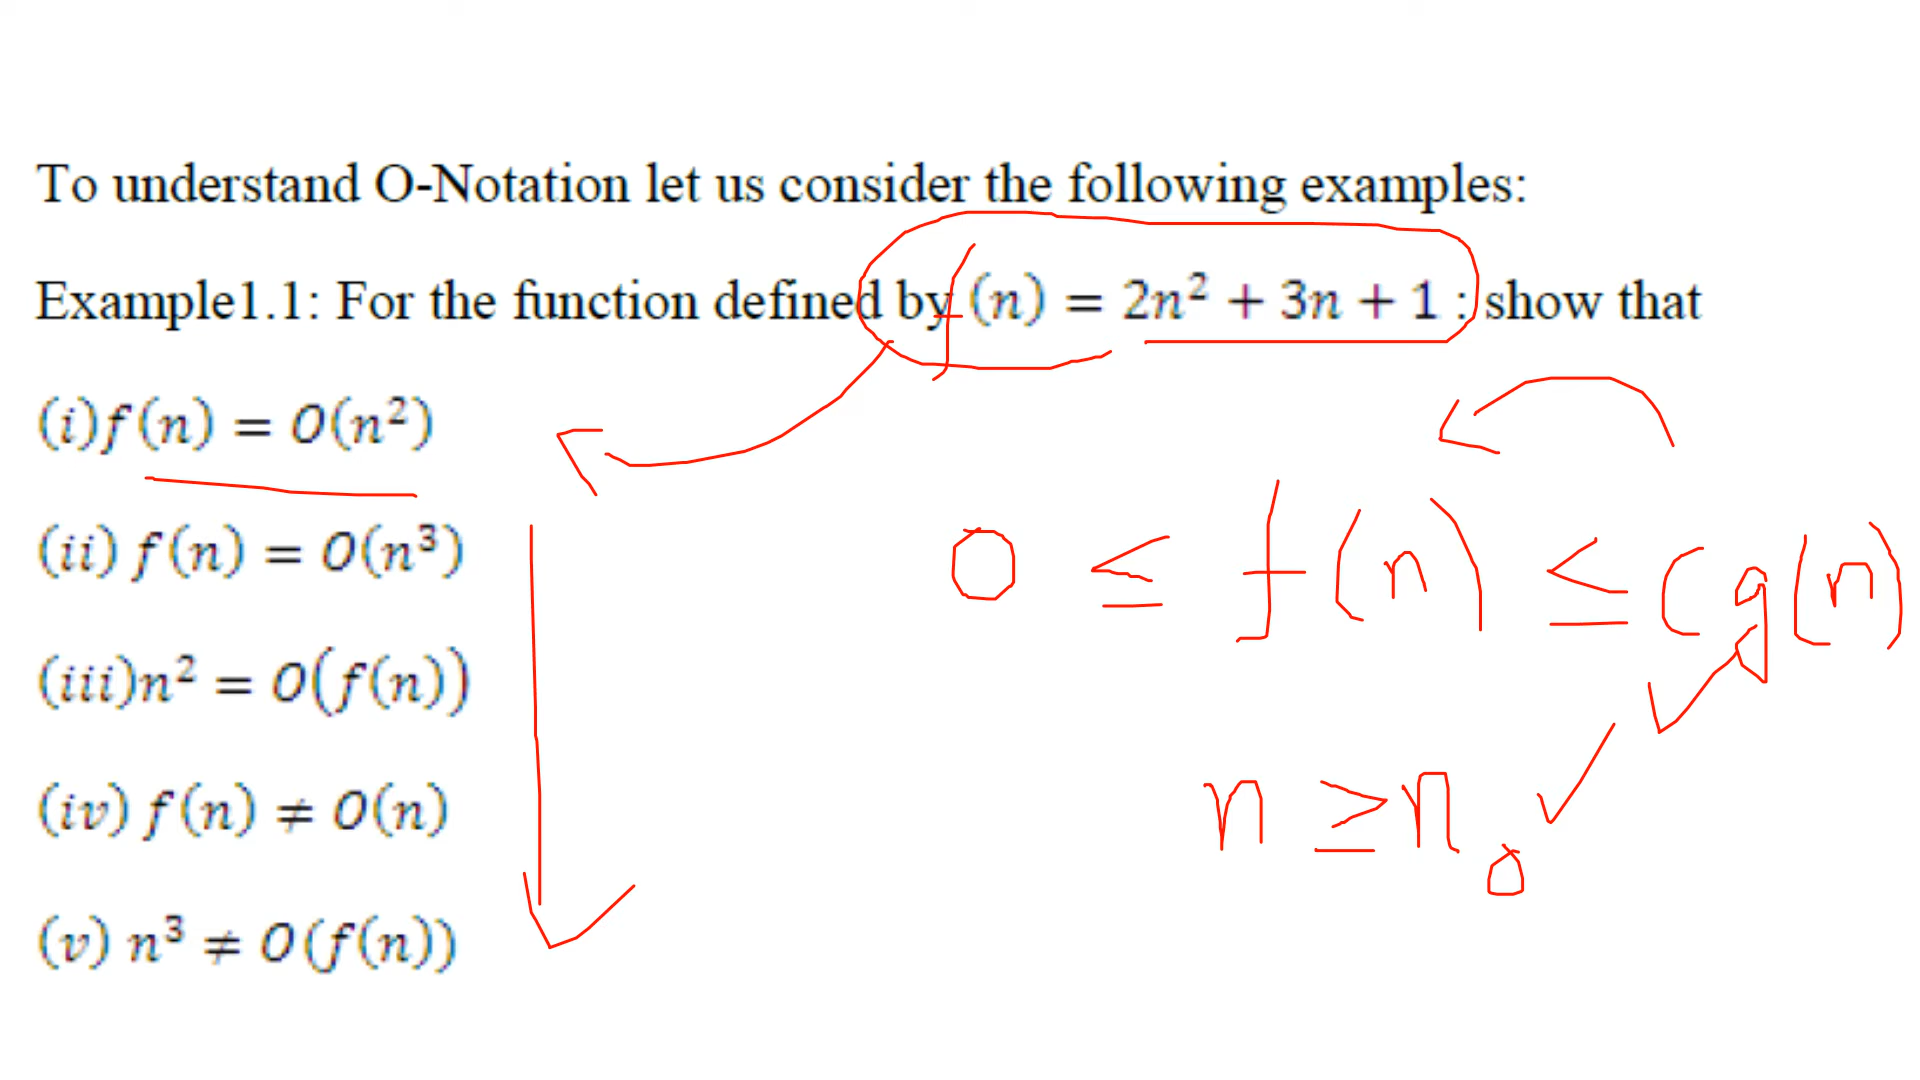 To understand O-Notation let us consider the following examples:
Example1.1: For the function defined by f(n) = 2n² + 3n + 1 : show that
(i)f(n) = O(n²)
(ii) f(n) = O(n³)
(iii)n² = O(f(n))
(iv) f(n) ≠ O(n)
(v) n³ ≠ O(f(n))
0 ≤ f(n) ≤ cg(n)
n ≥ n₀